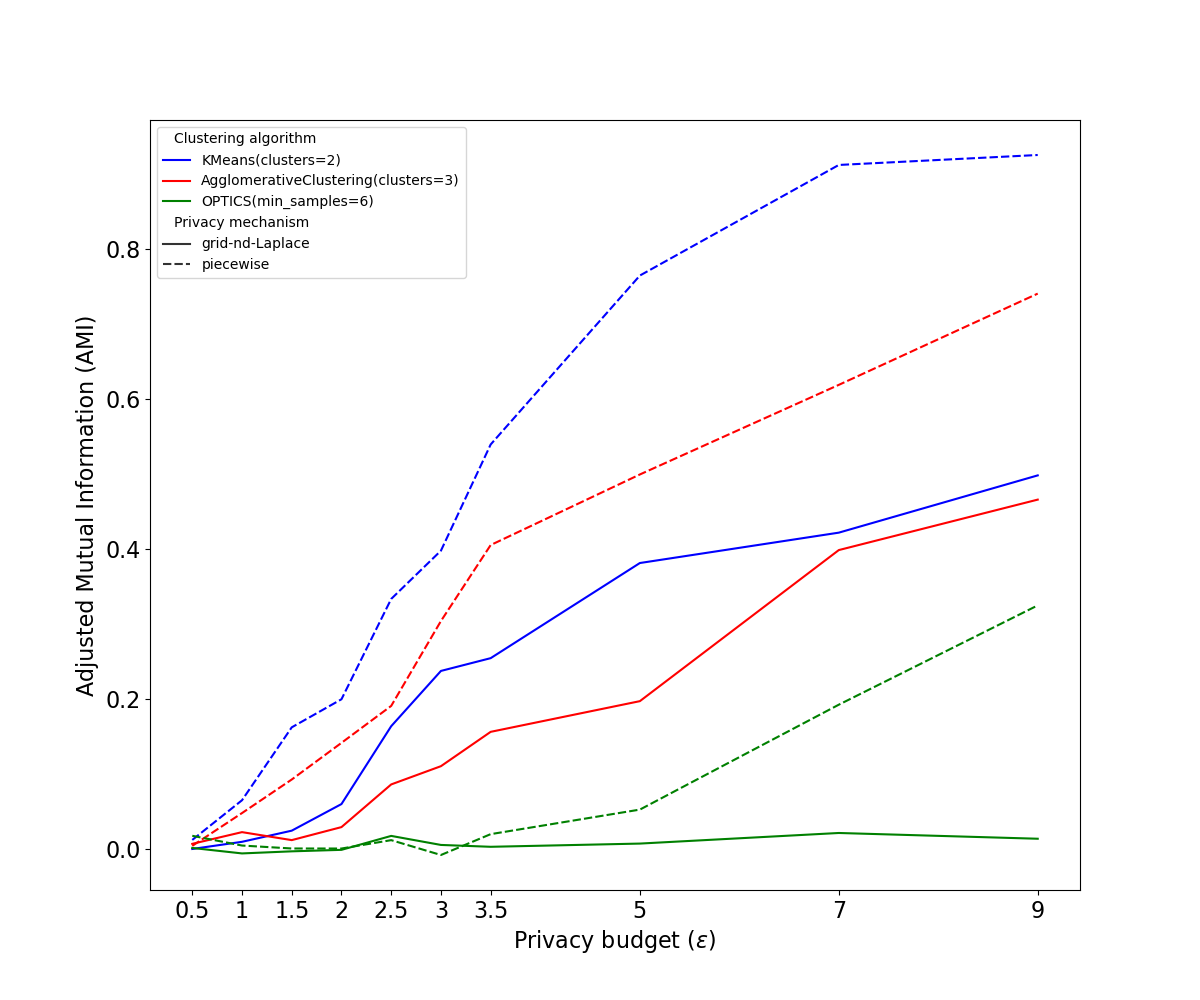 Clustering algorithm
KMeans(clusters=2)
AgglomerativeClustering(clusters=3)
OPTICS(min_samples=6)
Privacy mechanism
grid-nd-Laplace
piecewise
Adjusted Mutual Information (AMI)
0.8
0.6
0.4
0.2
0.0
0.5 1 1.5 2 2.5 3 3.5 5 7 9
Privacy budget (ε)